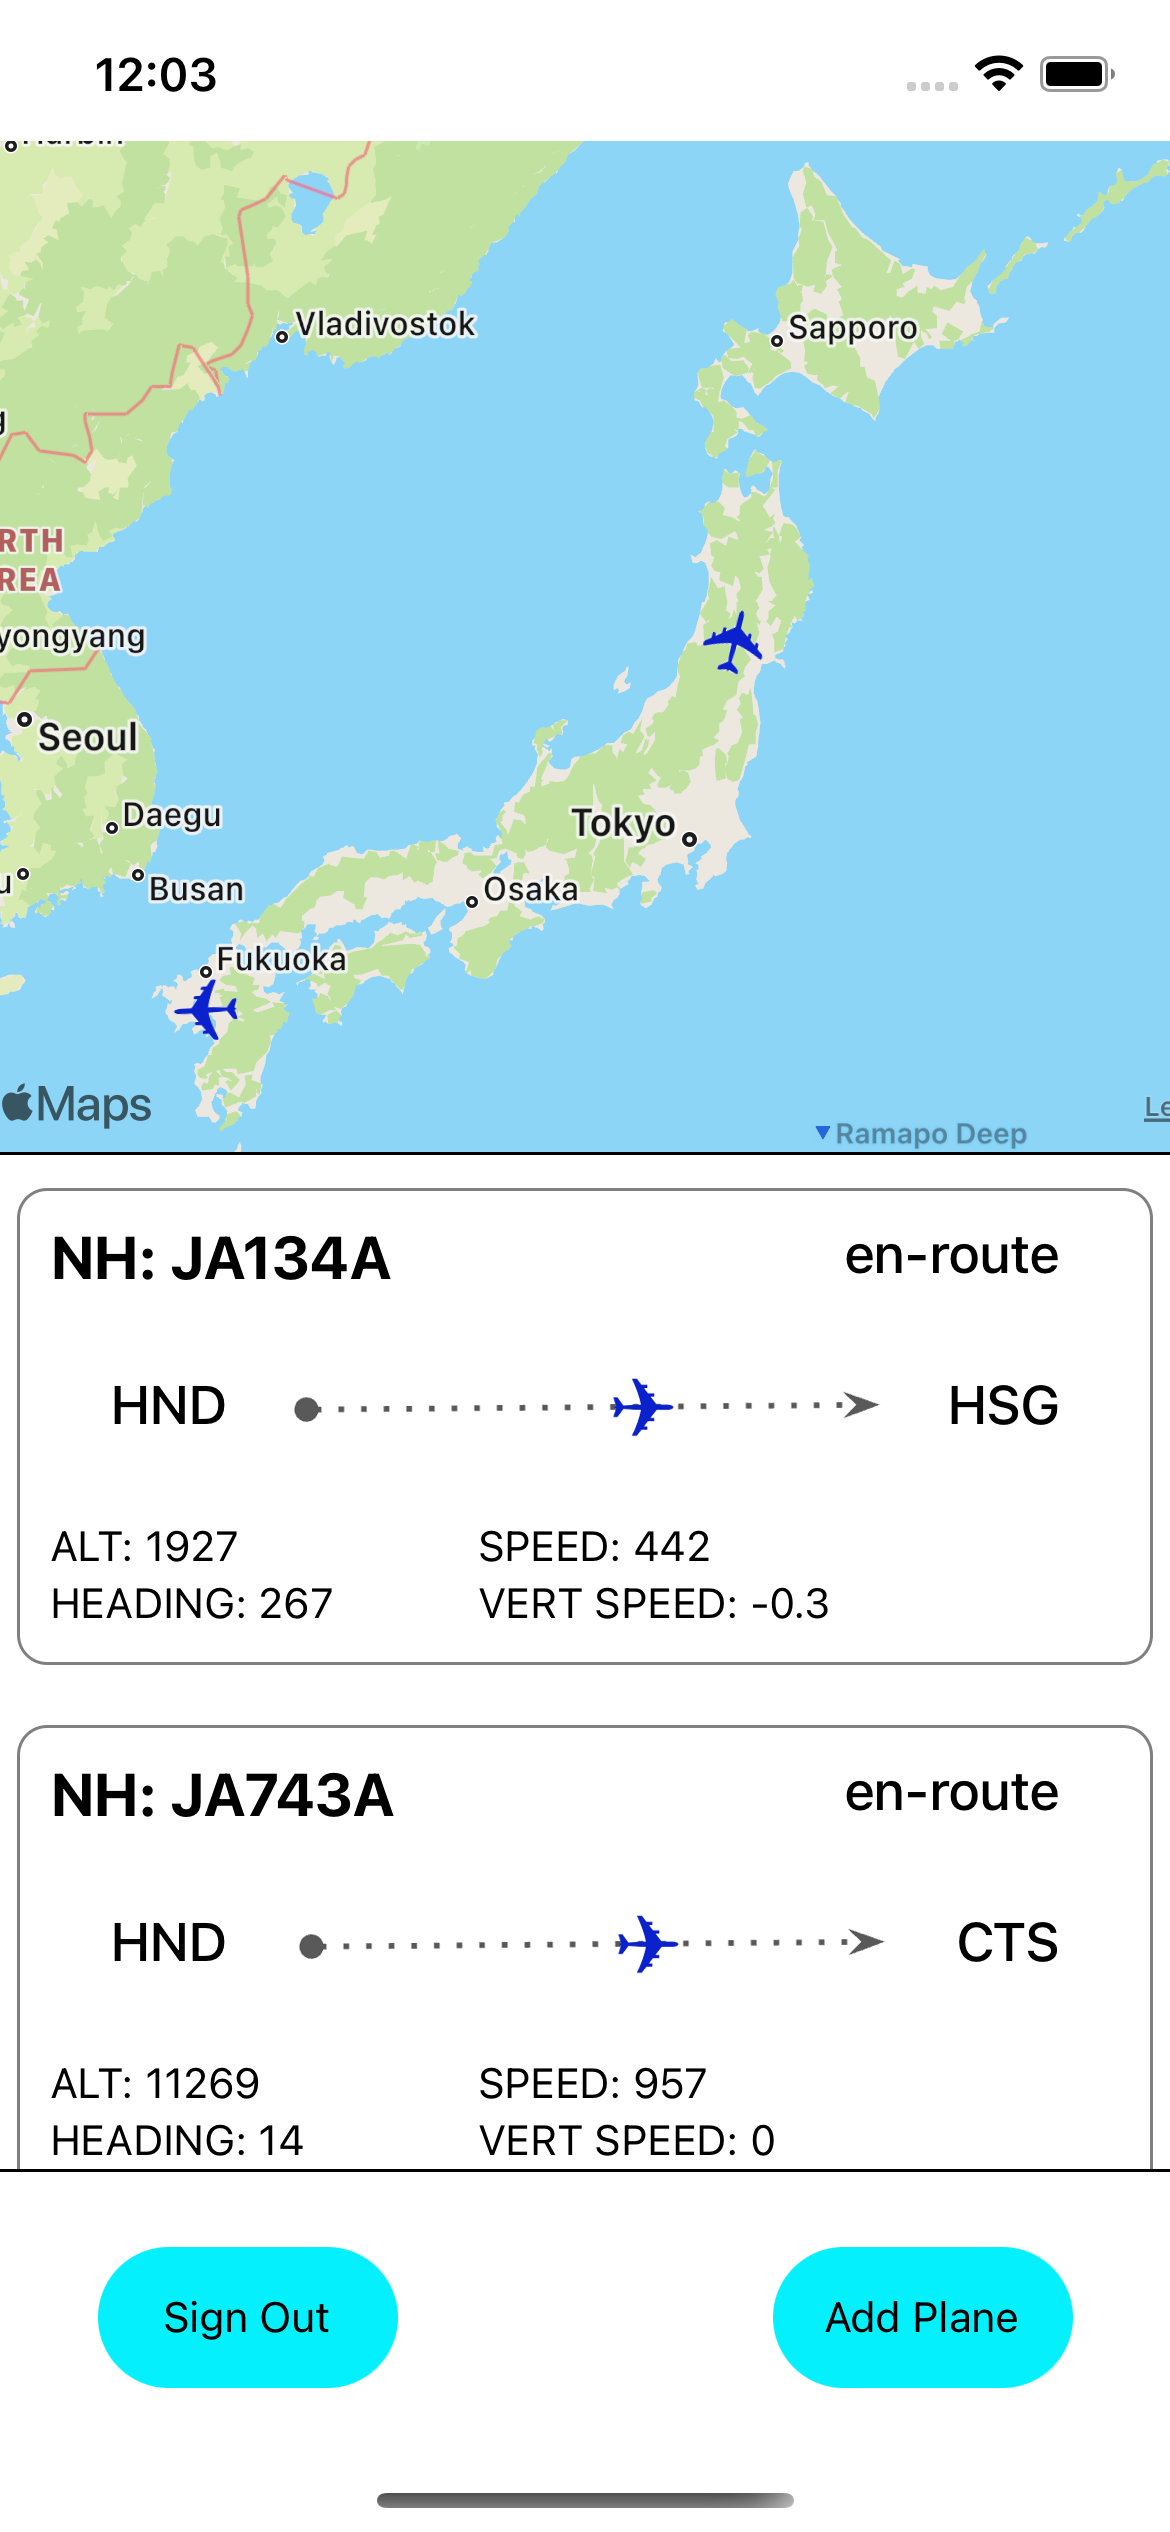 12:03
Vladivostok
Sapporo
RTH
REA
yongyang
Seoul
Daegu
Busan
Tokyo
Osaka
Fukuoka
Maps
Le
Ramapo Deep
NH: JA134A
en-route
HND
HSG
ALT: 1927
SPEED: 442
HEADING: 267
VERT SPEED: -0.3
NH: JA743A
en-route
HND
CTS
ALT: 11269
SPEED: 957
HEADING: 14
VERT SPEED: 0
Sign Out
Add Plane